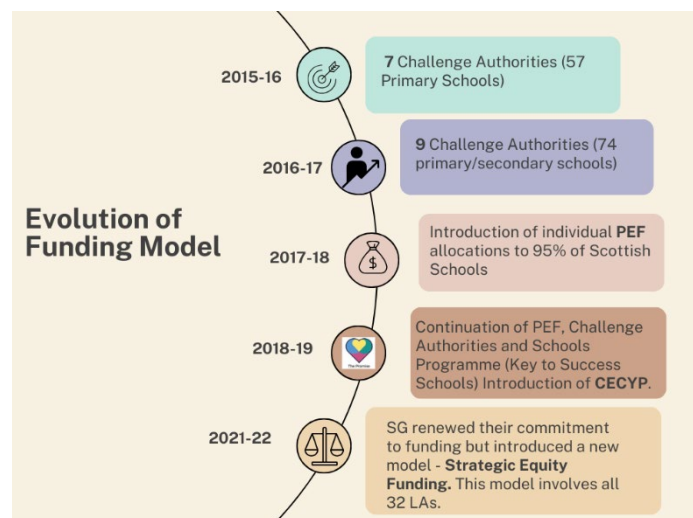 2015-16
7 Challenge Authorities (57
Primary Schools)
2016-17
9 Challenge Authorities (74
primary/secondary schools)
Evolution of
Funding Model
2017-18
Introduction of individual PEF
allocations to 95% of Scottish
Schools
2018-19
Continuation of PEF, Challenge
Authorities and Schools
Programme (Key to Success
Schools) Introduction of CECYP.
2021-22
SG renewed their commitment
to funding but introduced a new
model - Strategic Equity
Funding. This model involves all
32 LAs.
$